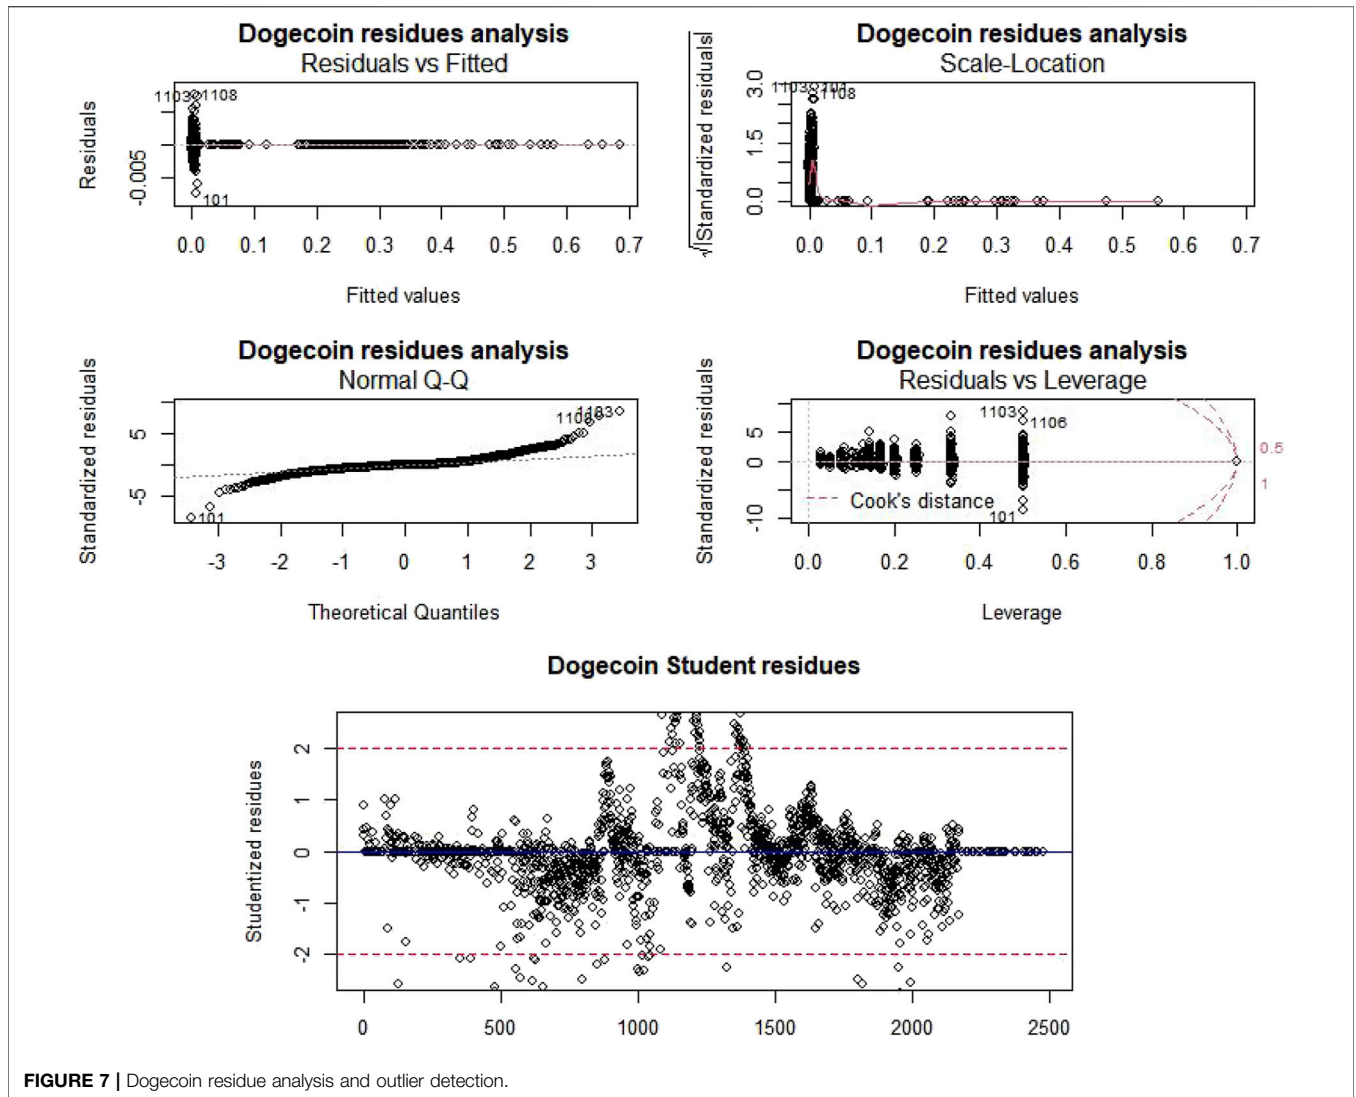 Dogecoin residues analysis
Residuals vs Fitted
Residuals
-0.005
1103 1108
101
0.0 0.1 0.2 0.3 0.4 0.5 0.6 0.7
Fitted values
Dogecoin residues analysis
Scale-Location
√|Standardized residuals|
0.0 1.5 3.0
1103 101
1108
0.0 0.1 0.2 0.3 0.4 0.5 0.6 0.7
Fitted values
Dogecoin residues analysis
Normal Q-Q
Standardized residuals
-5 5
1108 1103
101
-3 -2 -1 0 1 2 3
Theoretical Quantiles
Dogecoin residues analysis
Residuals vs Leverage
Standardized residuals
-10 0 5
1103
1106
101
Cook's distance
0.5
1
0.0 0.2 0.4 0.6 0.8 1.0
Leverage
Dogecoin Student residues
Studentized residues
-2 -1 0 1 2
0 500 1000 1500 2000 2500
FIGURE 7 | Dogecoin residue analysis and outlier detection.